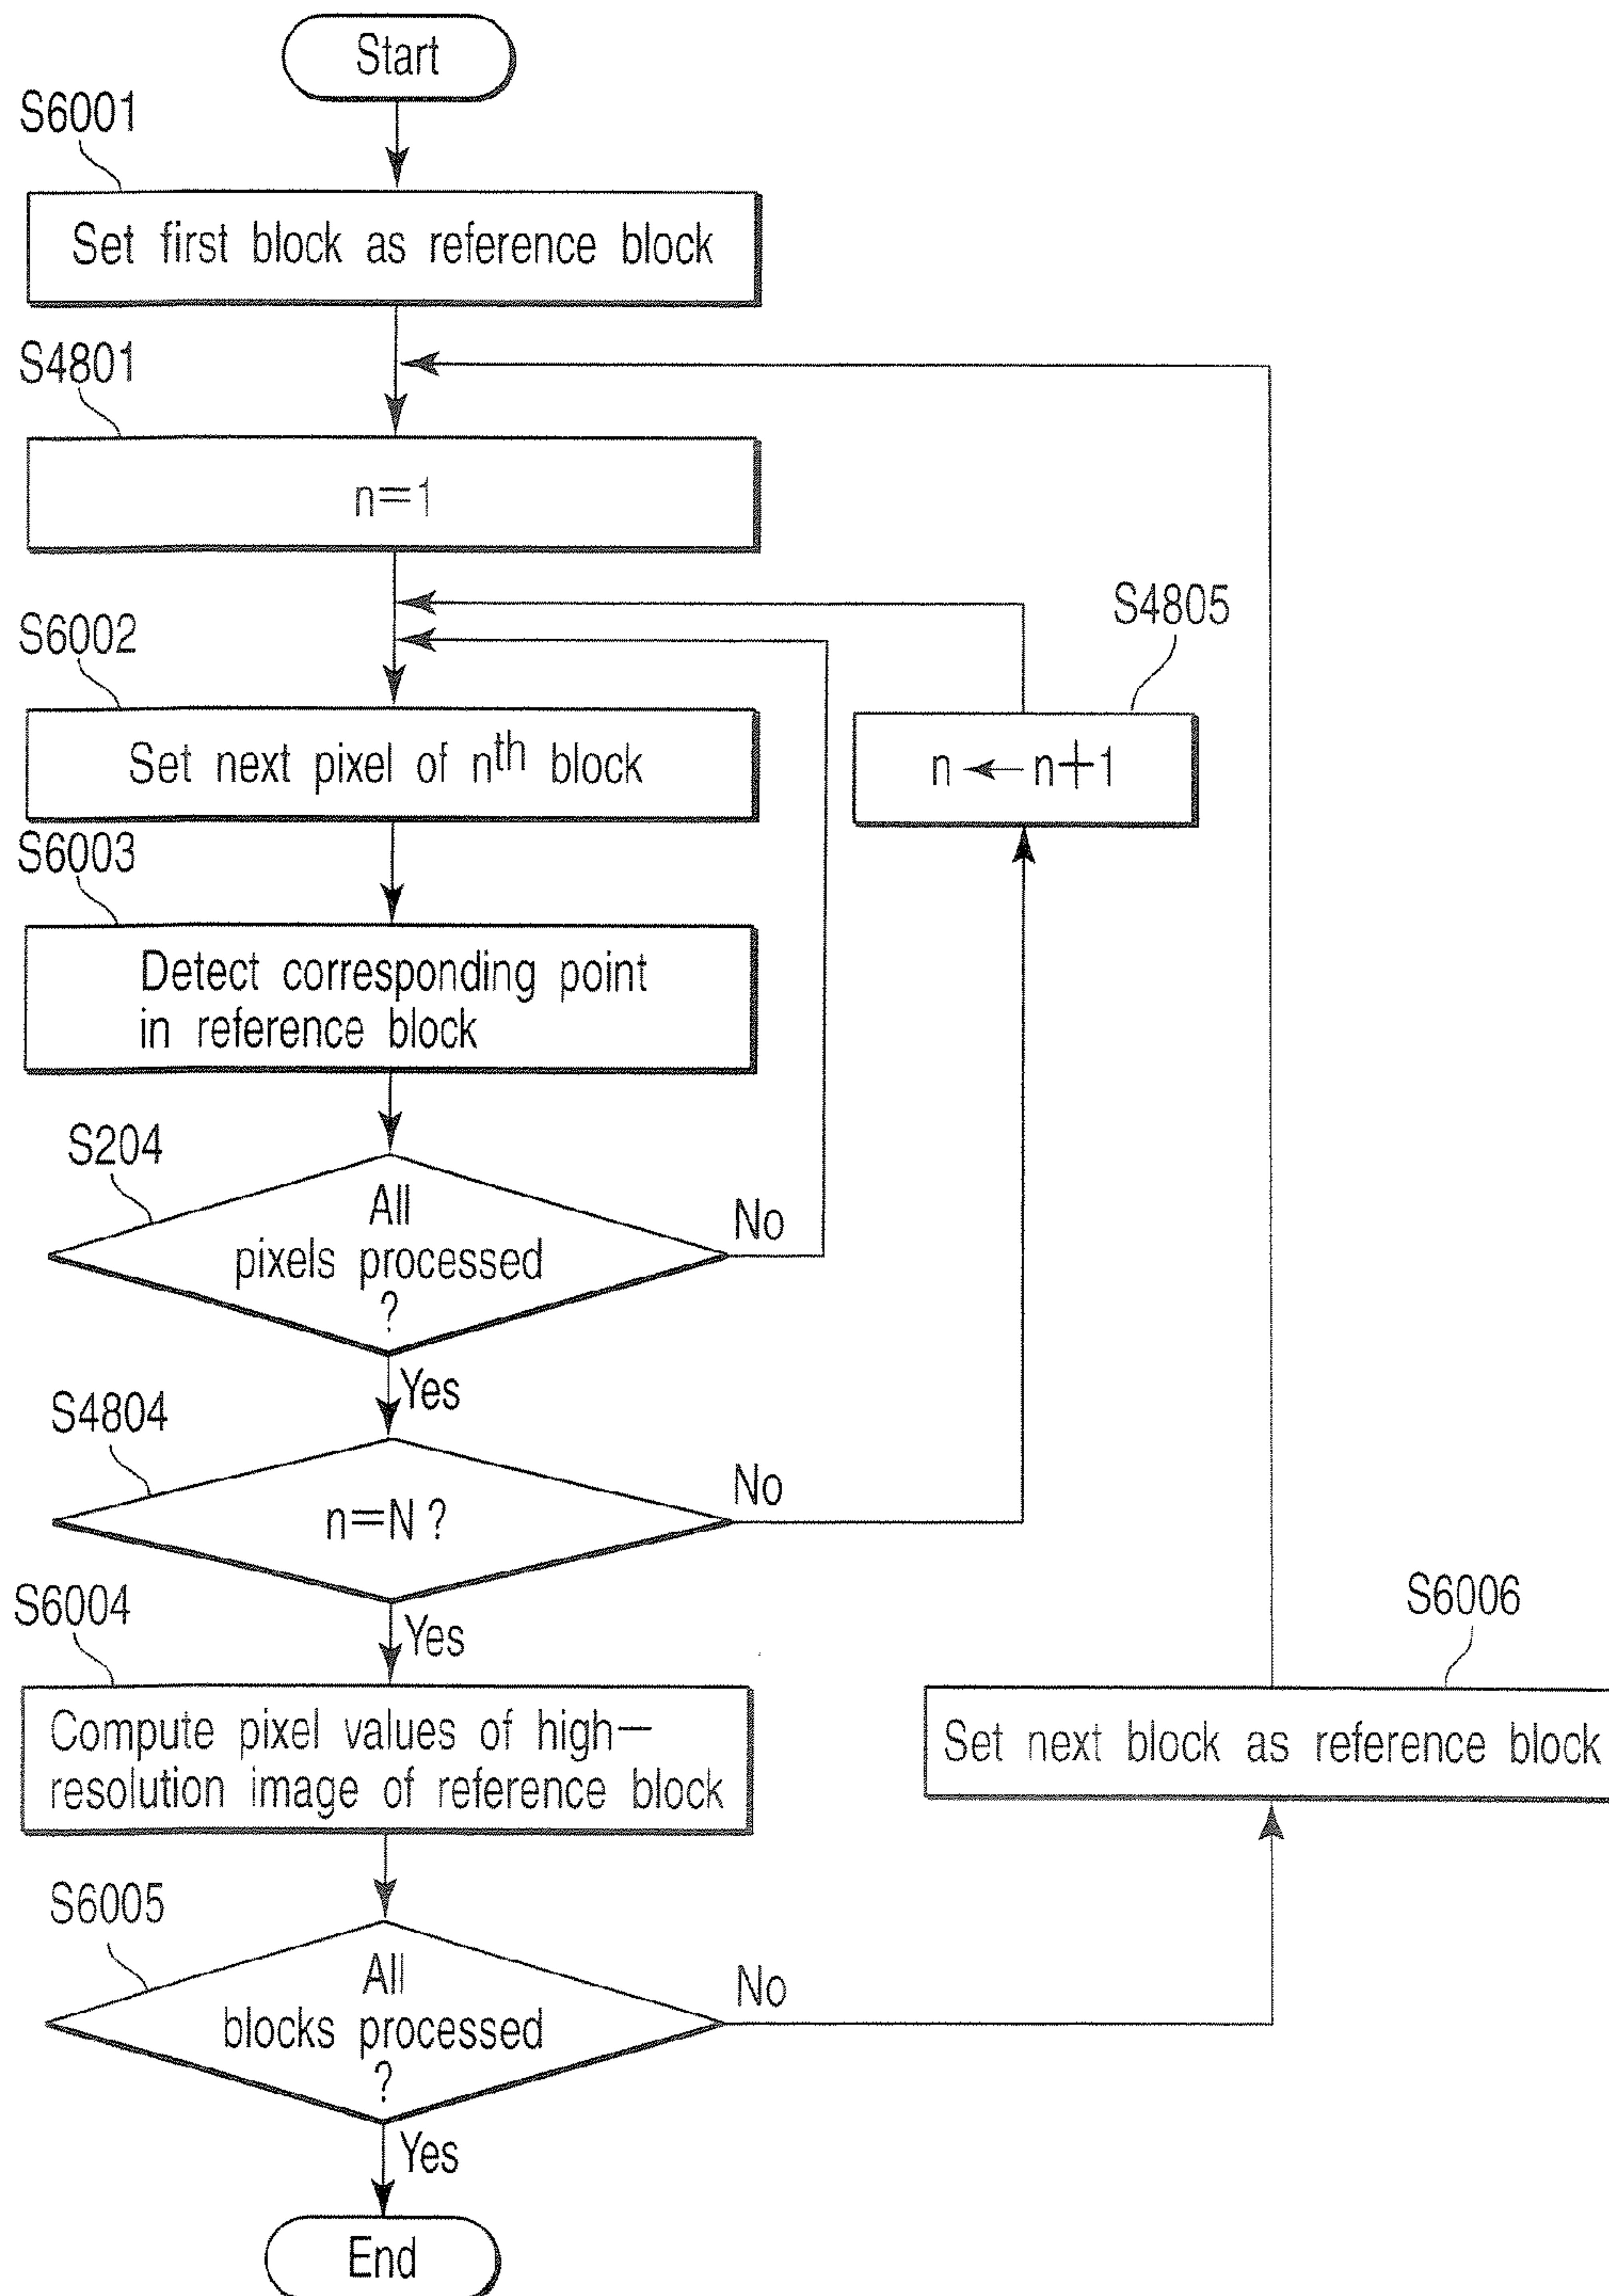 Start
S6001
Set first block as reference block
S4801
n=1
S4805
S6002
Set next pixel of nth block
n ← n+1
S6003
Detect corresponding point
in reference block
S204
All
pixels processed
?
No
Yes
S4804
n=N ?
No
Yes
S6004
Compute pixel values of high-
resolution image of reference block
S6006
Set next block as reference block
S6005
All
blocks processed
?
No
Yes
End